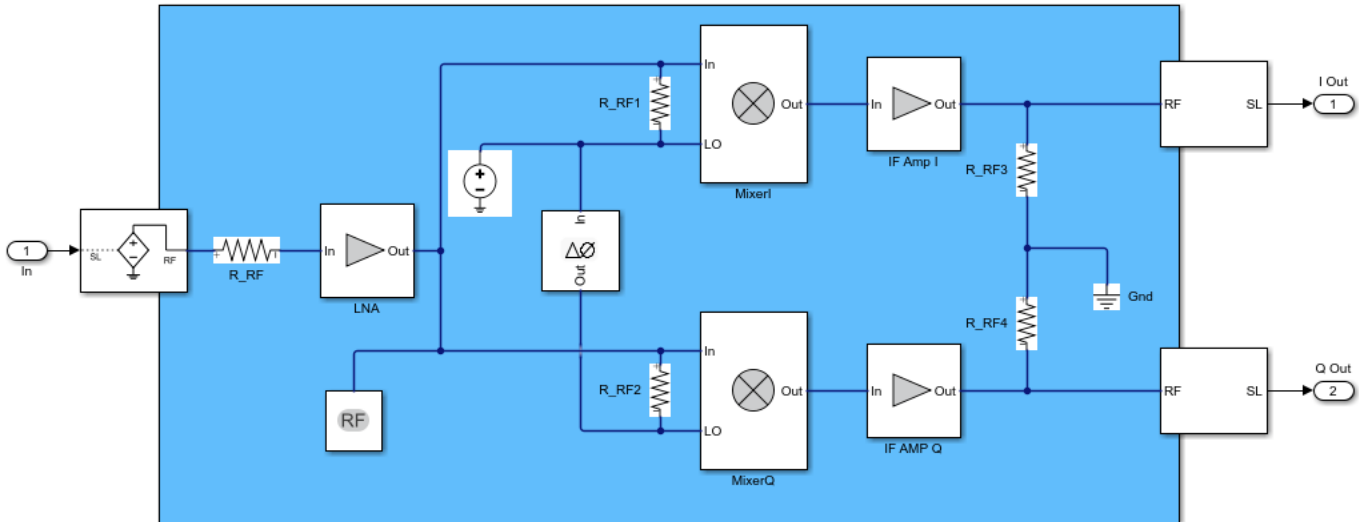 I Out
1
In
R_RF1
Out
In
Out
RF
SL
LO
IF Amp I
R_RF3
MixerI
1
In
SL
RF
R_RF
In
Out
LNA
In
ΔØ
Out
Gnd
R_RF4
Q Out
2
In
R_RF2
Out
In
Out
RF
SL
RF
LO
IF AMP Q
MixerQ